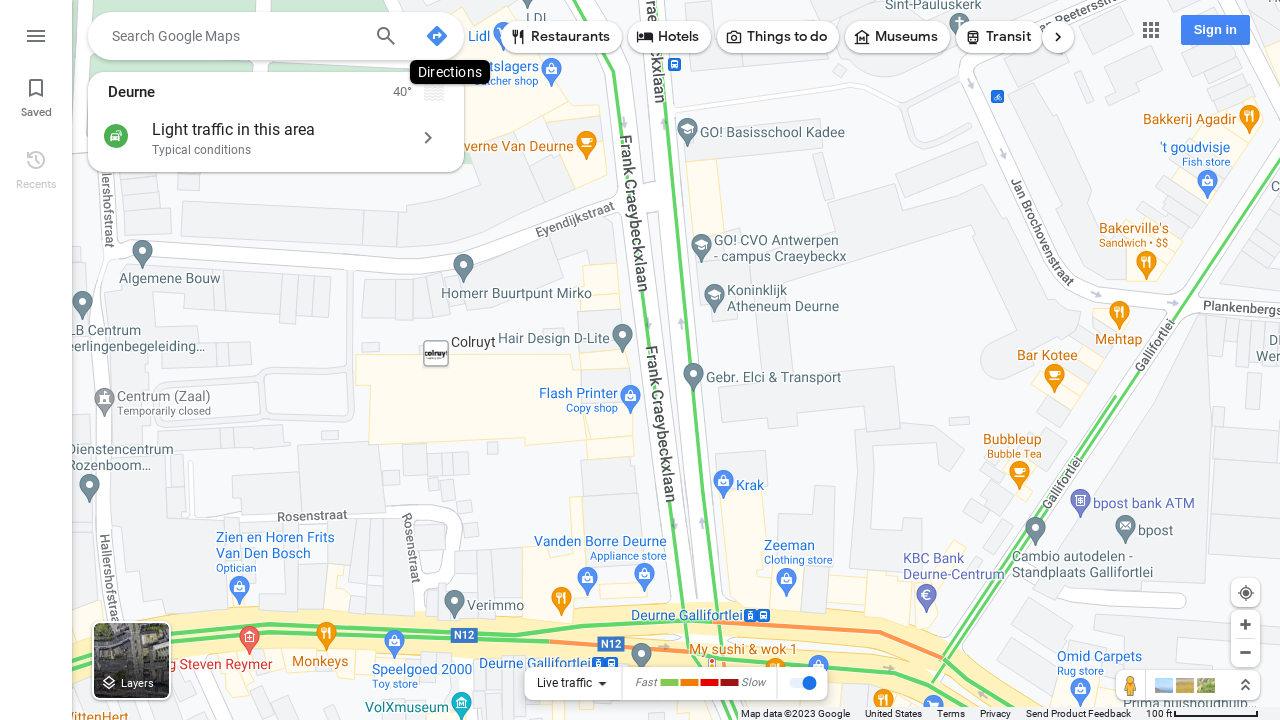 Search Google Maps
Directions
Restaurants
Hotels
Things to do
Museums
Transit
Sign in
Saved
Recents
Deurne
40°
Light traffic in this area
Typical conditions
LDL
Lidl
Sint-Pauluskerk
GO! Basisschool Kadee
Bakkerij Agadir
't goudvisje
Fish store
Eyendijkstraat
Frank Craeybeckxlaan
Jan Brochovenstraat
Bakerville's
Sandwich • $$
GO! CVO Antwerpen
- campus Craeybeckx
Algemene Bouw
Homerr Buurtpunt Mirko
Koninklijk
Atheneum Deurne
Mehtap
Colruyt
Hair Design D-Lite
Frank Craeybeckxlaan
Gallifortlei
Bar Kotee
Gebr. Elci & Transport
Flash Printer
Copy shop
Centrum (Zaal)
Temporarily closed
Bubbleup
Bubble Tea
Krak
Gallifortlei
bpost bank ATM
bpost
Rosenstraat
Rosenstraat
Zien en Horen Frits
Van Den Bosch
Optician
Vanden Borre Deurne
Appliance store
Zeeman
Clothing store
KBC Bank
Deurne-Centrum
Cambio autodelen -
Standplaats Gallifortlei
Verimmo
Deurne Gallifortlei
N12
N12
Monkeys
Speelgoed 2000
Toy store
Deurne Gallifortlei
My sushi & wok 1
Omid Carpets
Rug store
VolXmuseum
Layers
Live traffic
Fast
Slow
Map data ©2023 Google
United States
Terms
Privacy
Send Product Feedback
100 ft